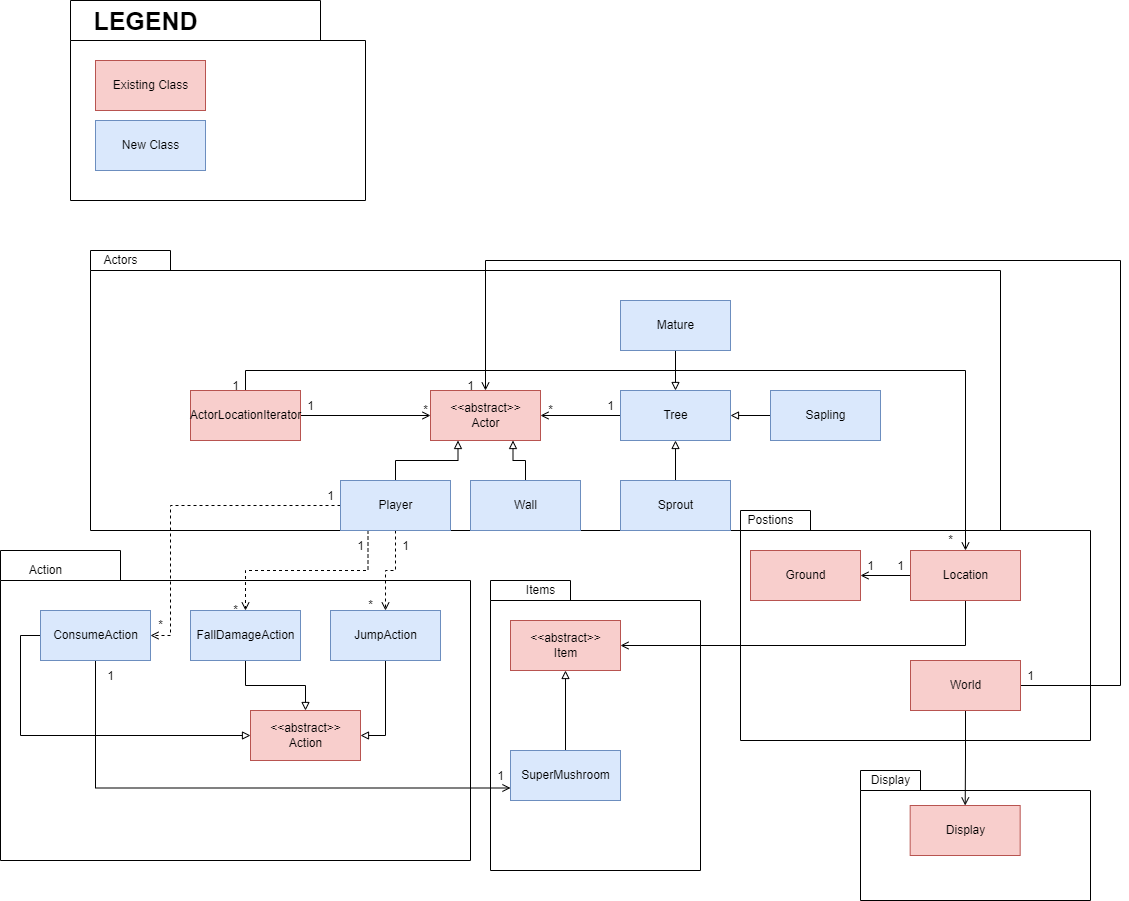 LEGEND
Existing Class
New Class
Actors
Mature
1
1
ActorLocationIterator
1
*
<<abstract>>
Actor
*
1
Tree
Sapling
1
Player
Wall
Sprout
Postions
1
1
*
Action
Ground
1
1
Location
*
*
*
Items
ConsumeAction
FallDamageAction
JumpAction
<<abstract>>
Item
1
World
1
<<abstract>>
Action
1
SuperMushroom
Display
Display